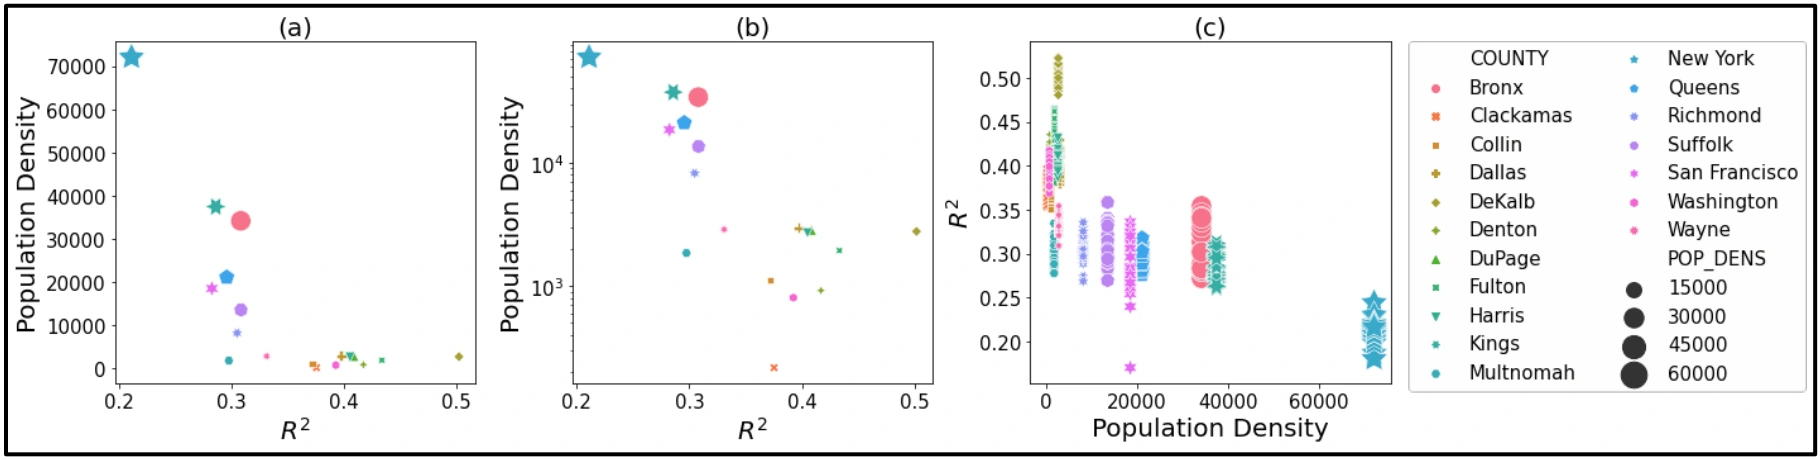 (a)
Population Density
70000
60000
50000
40000
30000
20000
10000
0
0.2 0.3 0.4 0.5
R²
(b)
Population Density
10⁴
10³
0.2 0.3 0.4 0.5
R²
(c)
R²
0.50
0.45
0.40
0.35
0.30
0.25
0.20
0 20000 40000 60000
Population Density
COUNTY
Bronx
Clackamas
Collin
Dallas
DeKalb
Denton
DuPage
Fulton
Harris
Kings
Multnomah
New York
Queens
Richmond
Suffolk
San Francisco
Washington
Wayne
POP_DENS
15000
30000
45000
60000